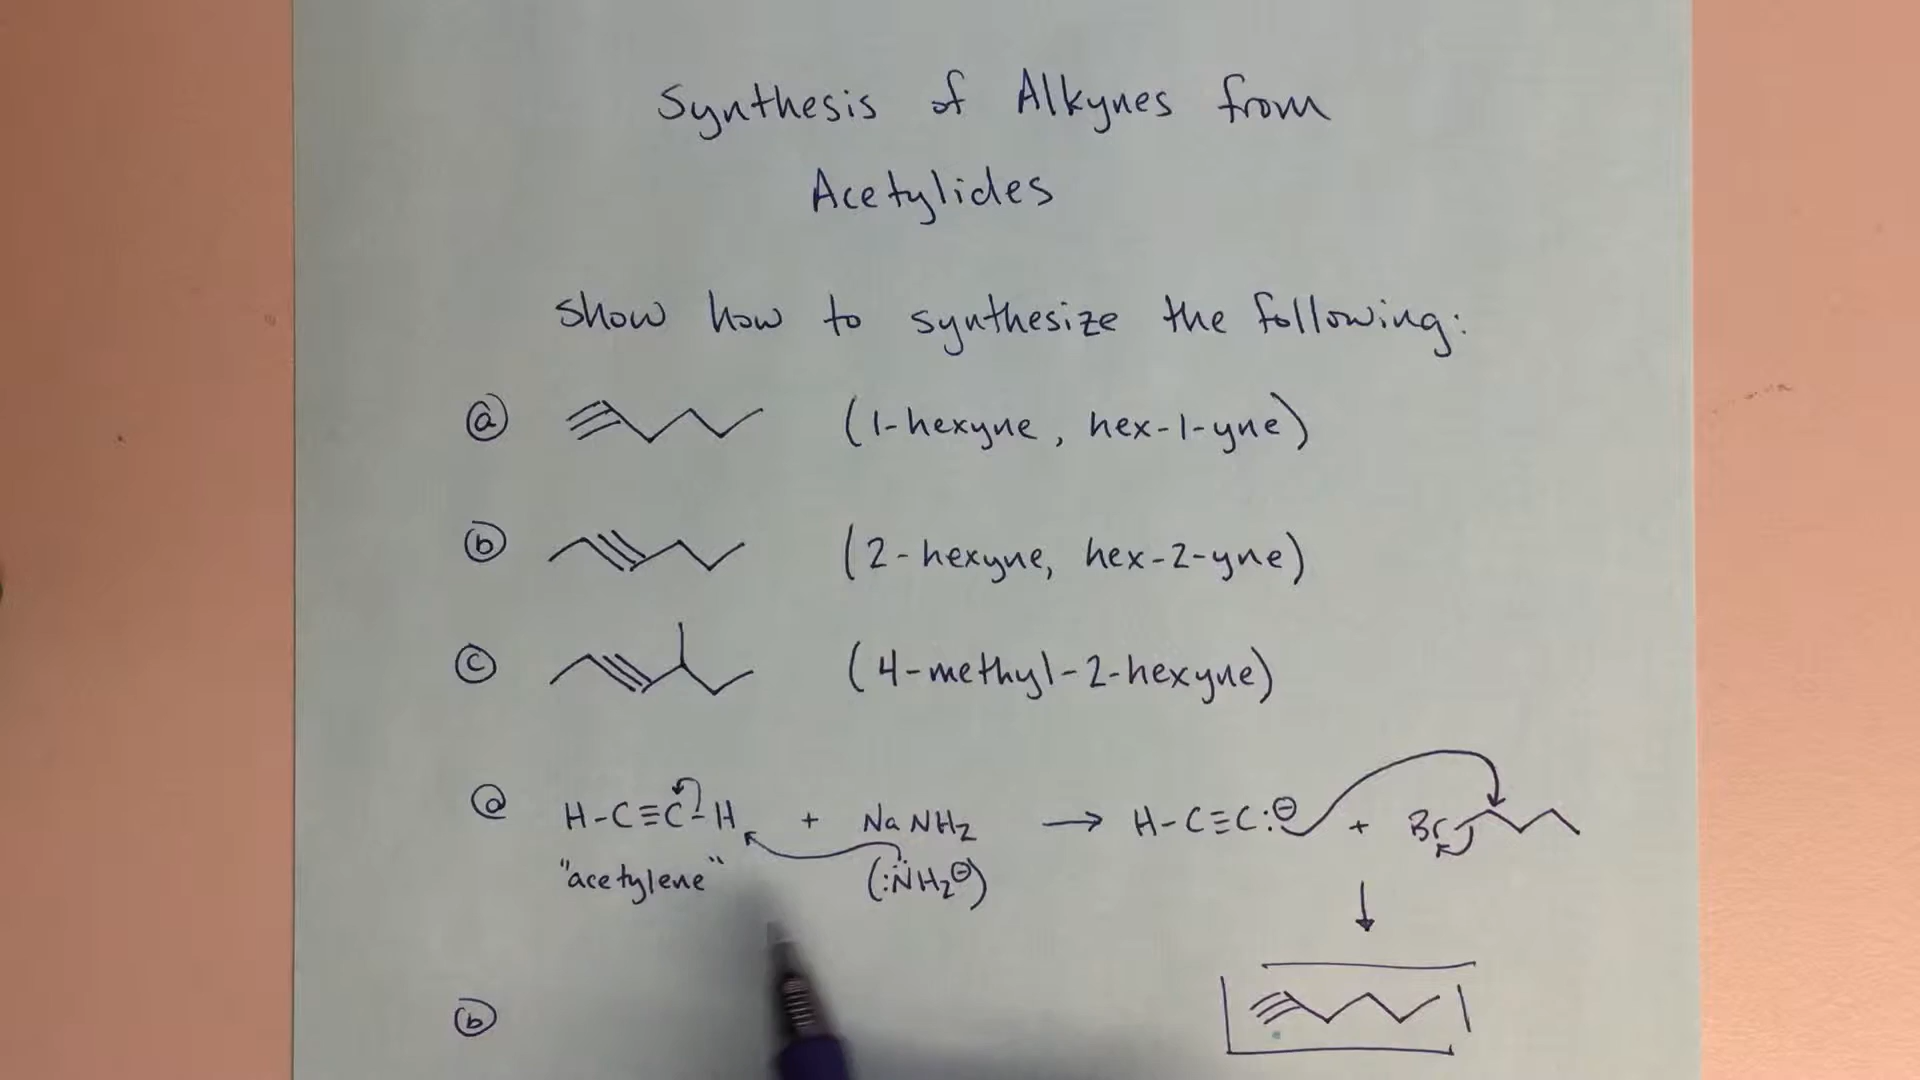 Synthesis of Alkynes from
Acetylides
Show how to synthesize the following:
ⓐ (1-hexyne, hex-1-yne)
ⓑ (2-hexyne, hex-2-yne)
ⓒ (4-methyl-2-hexyne)
ⓐ H-C≡C-H + NaNH₂ → H-C≡C:⊖ + Br
"acetylene" (:N̈H₂⊖)
↓
ⓑ